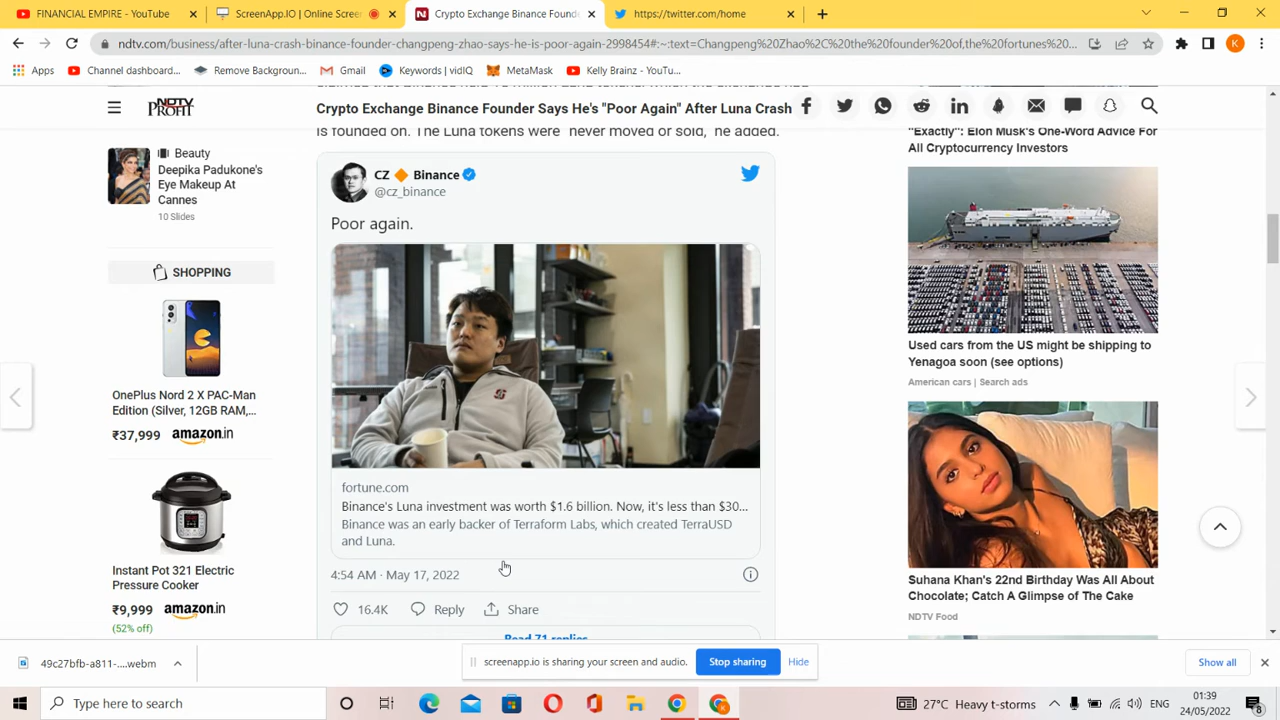 FINANCIAL EMPIRE - YouTube
ScreenApp.IO | Online Screen
Crypto Exchange Binance Founde
https://twitter.com/home
ndtv.com/business/after-luna-crash-binance-founder-changpeng-zhao-says-he-is-poor-again-2998454#:~:text=Changpeng%20Zhao%2C%20the%20founder%20of,the%20fortunes%20...
K
Apps
Channel dashboard...
Remove Backgroun...
Gmail
Keywords | vidIQ
MetaMask
Kelly Brainz - YouTu...
NDTV
PROFIT
Crypto Exchange Binance Founder Says He's "Poor Again" After Luna Crash
is founded on. The Luna tokens were "never moved or sold," he added.
Beauty
Deepika Padukone's
Eye Makeup At
Cannes
10 Slides
SHOPPING
OnePlus Nord 2 X PAC-Man
Edition (Silver, 12GB RAM,...
₹37,999 amazon.in
Instant Pot 321 Electric
Pressure Cooker
₹9,999 amazon.in
(52% off)
CZ Binance
@cz_binance
Poor again.
fortune.com
Binance's Luna investment was worth $1.6 billion. Now, it's less than $30...
Binance was an early backer of Terraform Labs, which created TerraUSD
and Luna.
4:54 AM · May 17, 2022
16.4K Reply Share
Read 71 replies
"Exactly": Elon Musk's One-Word Advice For
All Cryptocurrency Investors
Used cars from the US might be shipping to
Yenagoa soon (see options)
American cars | Search ads
Suhana Khan's 22nd Birthday Was All About
Chocolate; Catch A Glimpse of The Cake
NDTV Food
49c27bfb-a811-....webm
screenapp.io is sharing your screen and audio.
Stop sharing
Hide
Show all
Type here to search
27°C Heavy t-storms
ENG
01:39
24/05/2022
8